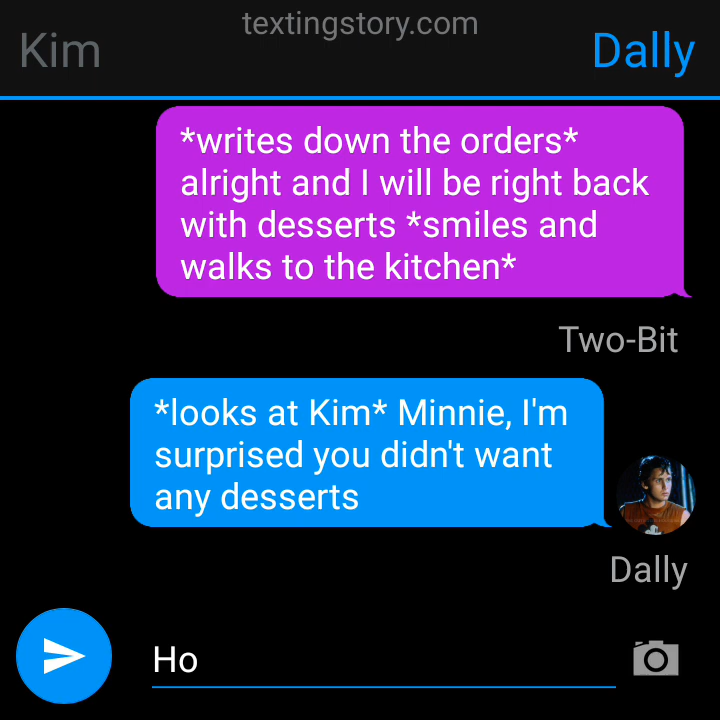 textingstory.com
Kim
Dally
*writes down the orders*
alright and I will be right back
with desserts *smiles and
walks to the kitchen*
Two-Bit
*looks at Kim* Minnie, I'm
surprised you didn't want
any desserts
Dally
Ho